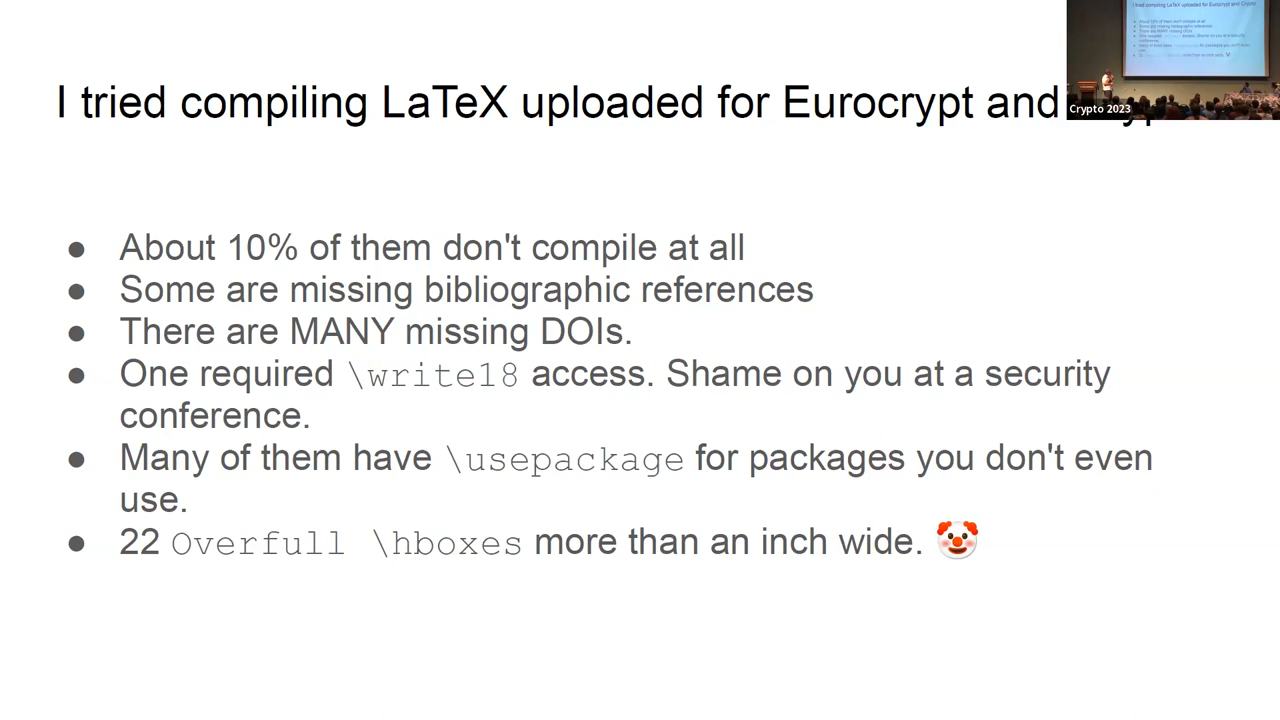 I tried compiling LaTeX uploaded for Eurocrypt and
Crypto 2023
● About 10% of them don't compile at all
● Some are missing bibliographic references
● There are MANY missing DOIs.
● One required \write18 access. Shame on you at a security
conference.
● Many of them have \usepackage for packages you don't even
use.
● 22 Overfull \hboxes more than an inch wide. 🤡